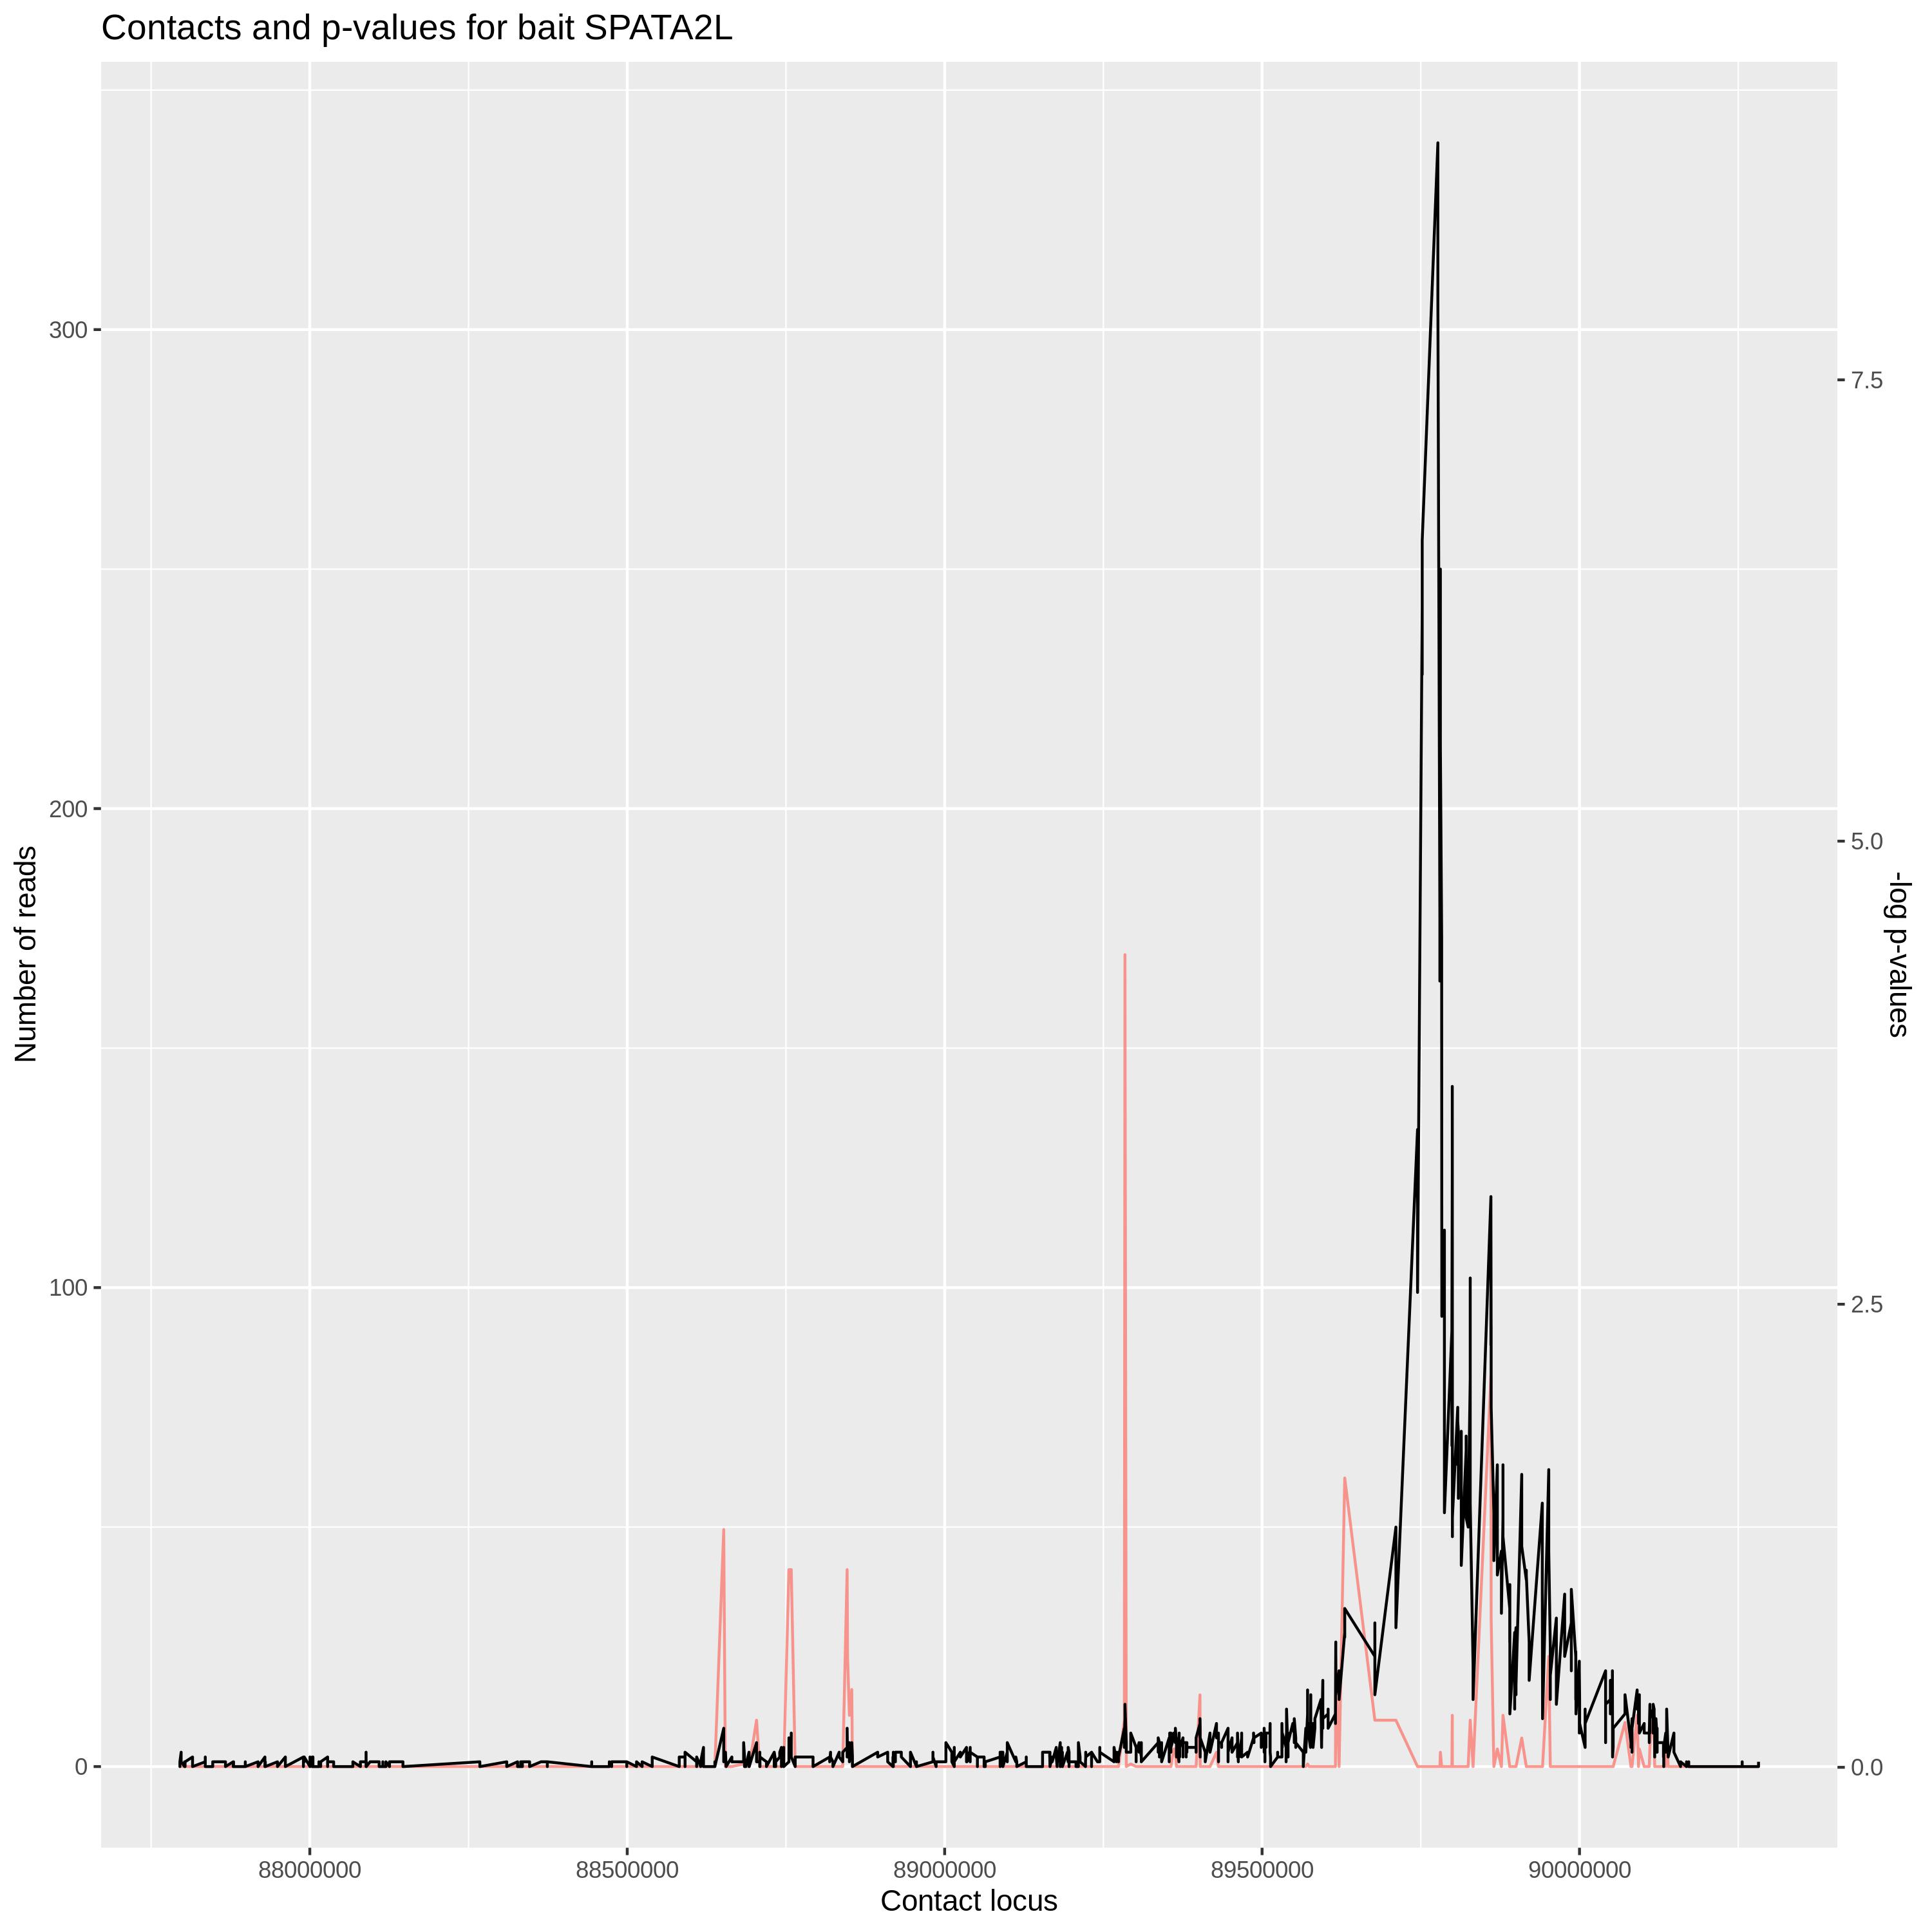 Contacts and p-values for bait SPATA2L
Number of reads
300
200
100
0
7.5
5.0
2.5
0.0
-log p-values
88000000 88500000 89000000 89500000 90000000
Contact locus